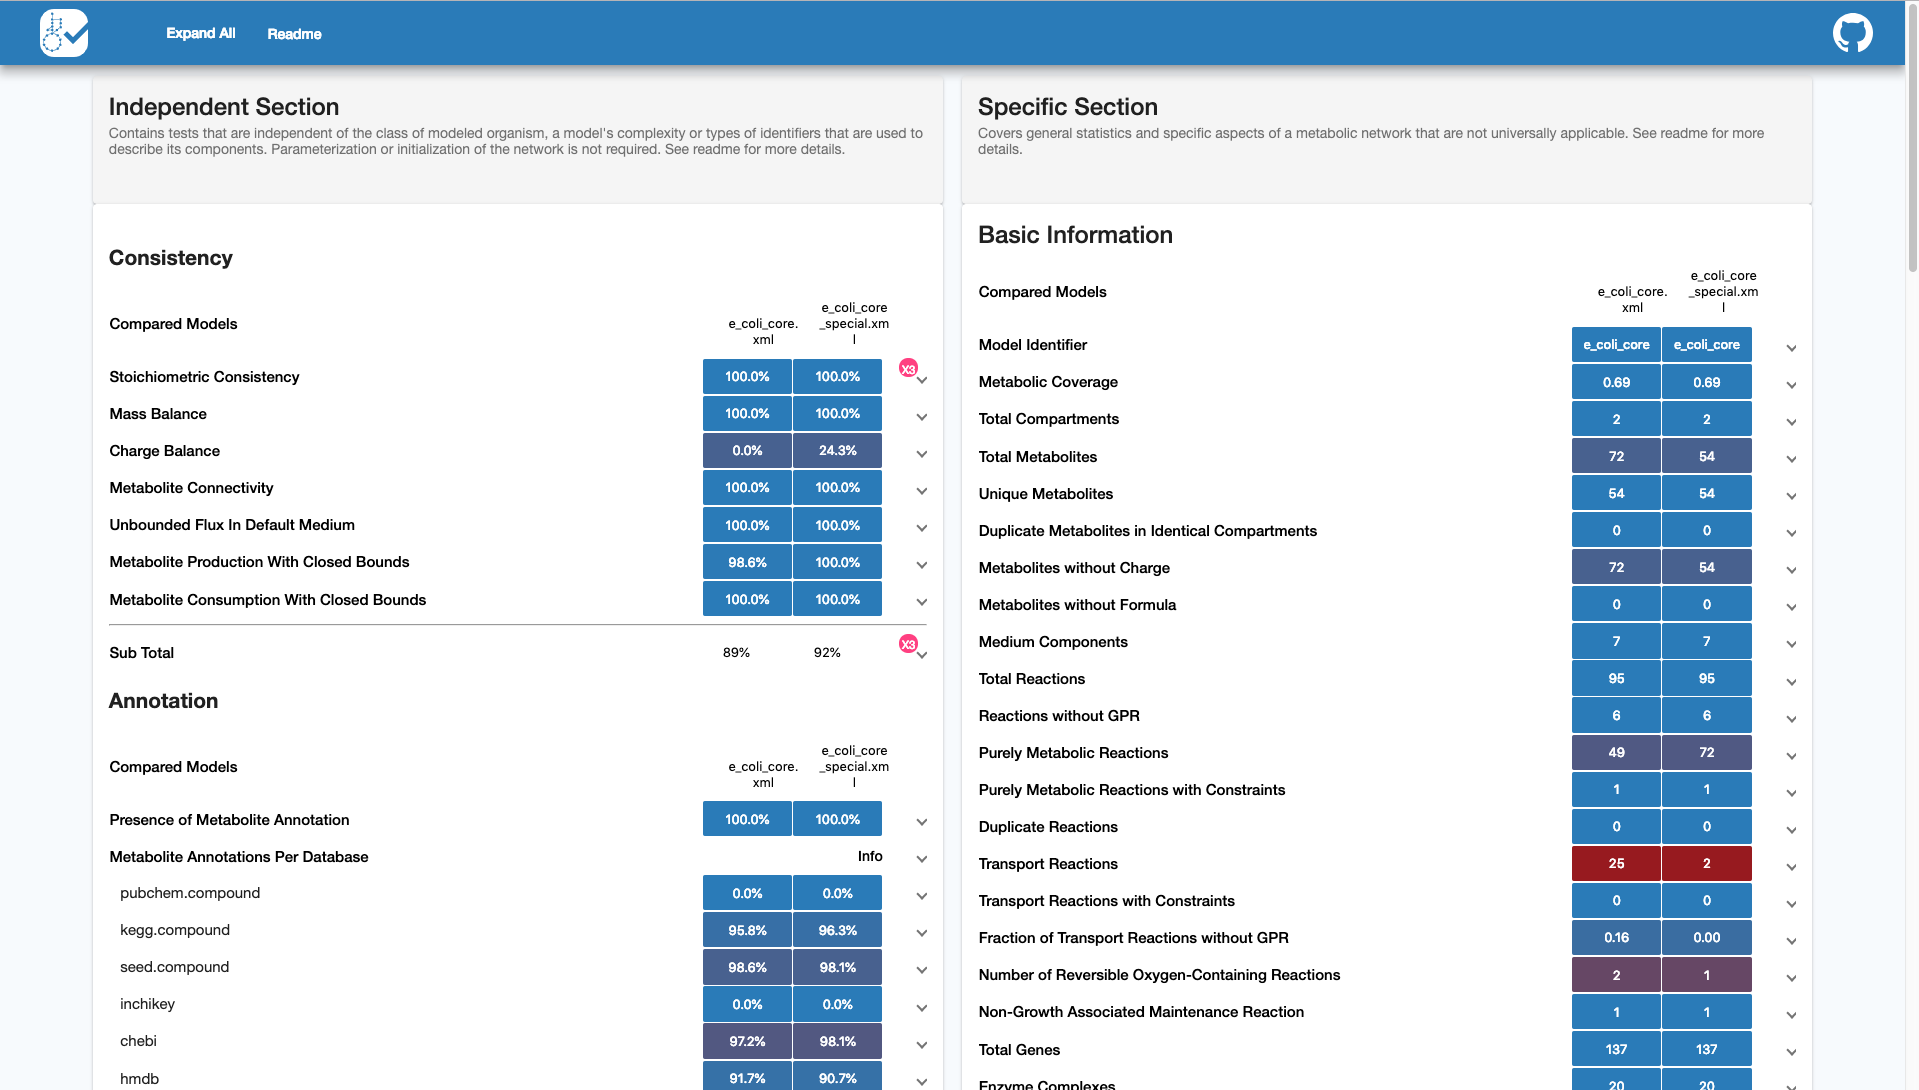 Expand All
Readme
Independent Section
Contains tests that are independent of the class of modeled organism, a model's complexity or types of identifiers that are used to
describe its components. Parameterization or initialization of the network is not required. See readme for more details.
Consistency
Compared Models
e_coli_core.
xml
e_coli_core
_special.xm
l
Stoichiometric Consistency 100.0% 100.0% X3
Mass Balance 100.0% 100.0%
Charge Balance 0.0% 24.3%
Metabolite Connectivity 100.0% 100.0%
Unbounded Flux In Default Medium 100.0% 100.0%
Metabolite Production With Closed Bounds 98.6% 100.0%
Metabolite Consumption With Closed Bounds 100.0% 100.0%
Sub Total 89% 92% X3
Annotation
Compared Models
e_coli_core.
xml
e_coli_core
_special.xm
l
Presence of Metabolite Annotation 100.0% 100.0%
Metabolite Annotations Per Database Info
pubchem.compound 0.0% 0.0%
kegg.compound 95.8% 96.3%
seed.compound 98.6% 98.1%
inchikey 0.0% 0.0%
chebi 97.2% 98.1%
hmdb 91.7% 90.7%
Specific Section
Covers general statistics and specific aspects of a metabolic network that are not universally applicable. See readme for more
details.
Basic Information
Compared Models
e_coli_core.
xml
e_coli_core
_special.xm
l
Model Identifier e_coli_core e_coli_core
Metabolic Coverage 0.69 0.69
Total Compartments 2 2
Total Metabolites 72 54
Unique Metabolites 54 54
Duplicate Metabolites in Identical Compartments 0 0
Metabolites without Charge 72 54
Metabolites without Formula 0 0
Medium Components 7 7
Total Reactions 95 95
Reactions without GPR 6 6
Purely Metabolic Reactions 49 72
Purely Metabolic Reactions with Constraints 1 1
Duplicate Reactions 0 0
Transport Reactions 25 2
Transport Reactions with Constraints 0 0
Fraction of Transport Reactions without GPR 0.16 0.00
Number of Reversible Oxygen-Containing Reactions 2 1
Non-Growth Associated Maintenance Reaction 1 1
Total Genes 137 137
Enzyme Complexes 20 20